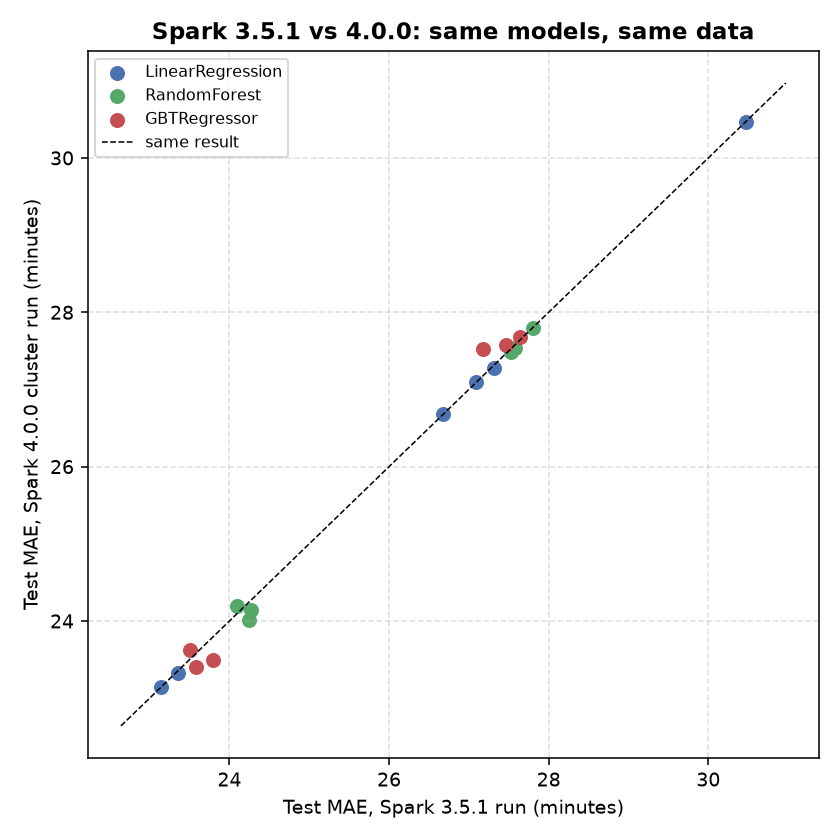 Spark 3.5.1 vs 4.0.0: same models, same data
LinearRegression
RandomForest
GBTRegressor
same result
Test MAE, Spark 4.0.0 cluster run (minutes)
30
28
26
24
24
26
28
30
Test MAE, Spark 3.5.1 run (minutes)